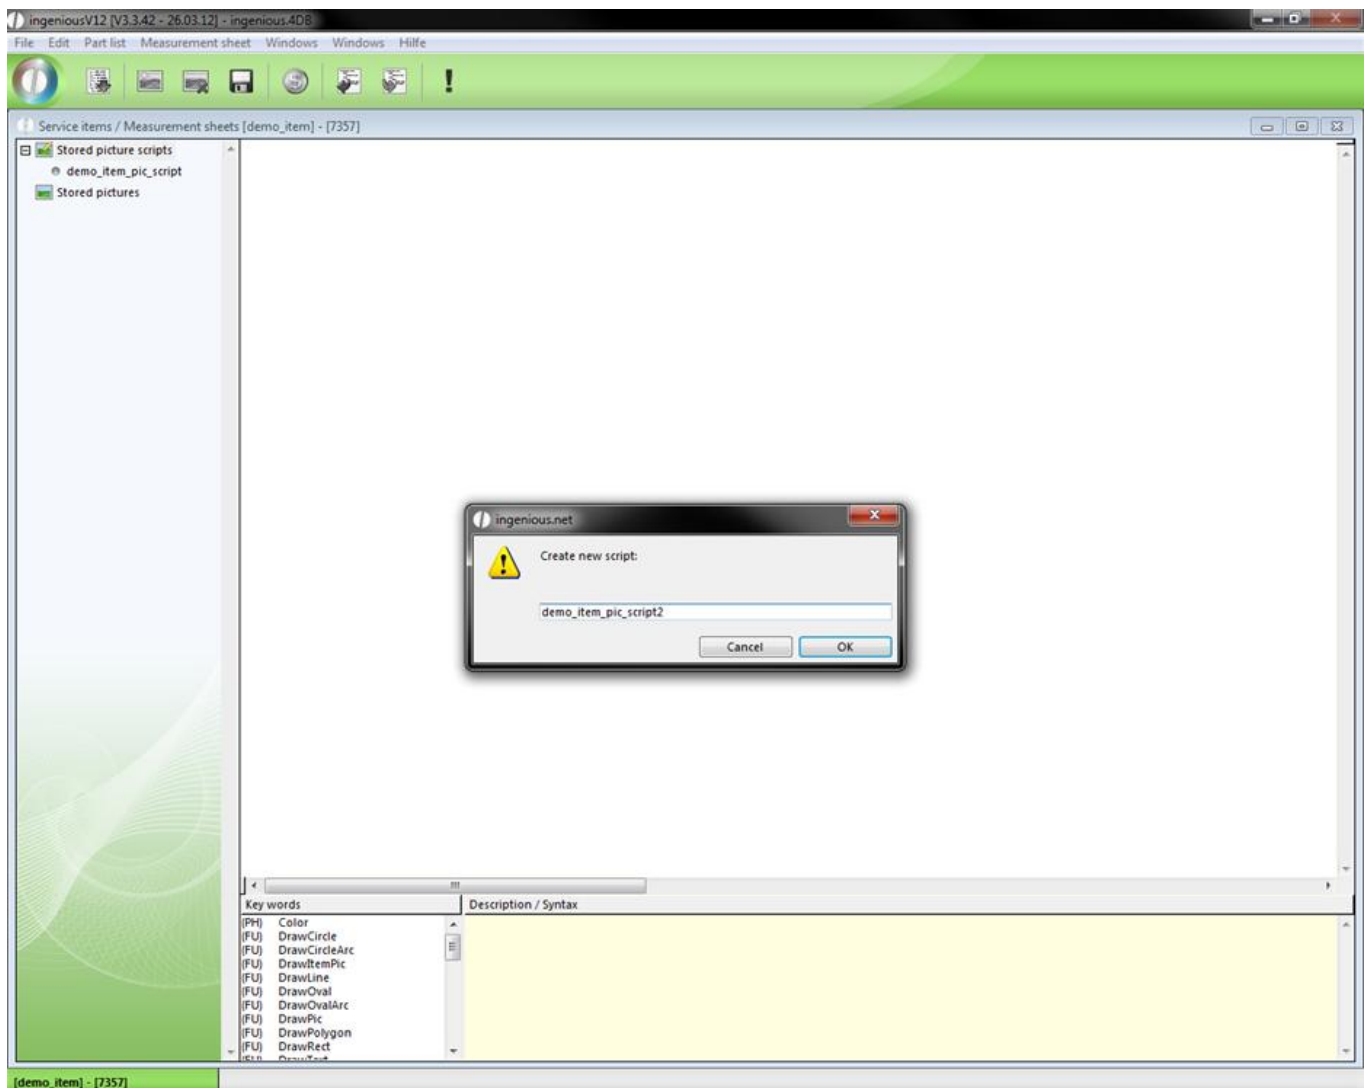 ingeniousV12 [V3.3.42 - 26.03.12] - ingenious.4DB
File Edit Part list Measurement sheet Windows Windows Hilfe
Service items / Measurement sheets [demo_item] - [7357]
Stored picture scripts
demo_item_pic_script
Stored pictures
ingenious.net
Create new script:
demo_item_pic_script2
Cancel OK
Key words Description / Syntax
(PH) Color
(FU) DrawCircle
(FU) DrawCircleArc
(FU) DrawItemPic
(FU) DrawLine
(FU) DrawOval
(FU) DrawOvalArc
(FU) DrawPic
(FU) DrawPolygon
(FU) DrawRect
(FU) DrawText
[demo_item] - [7357]